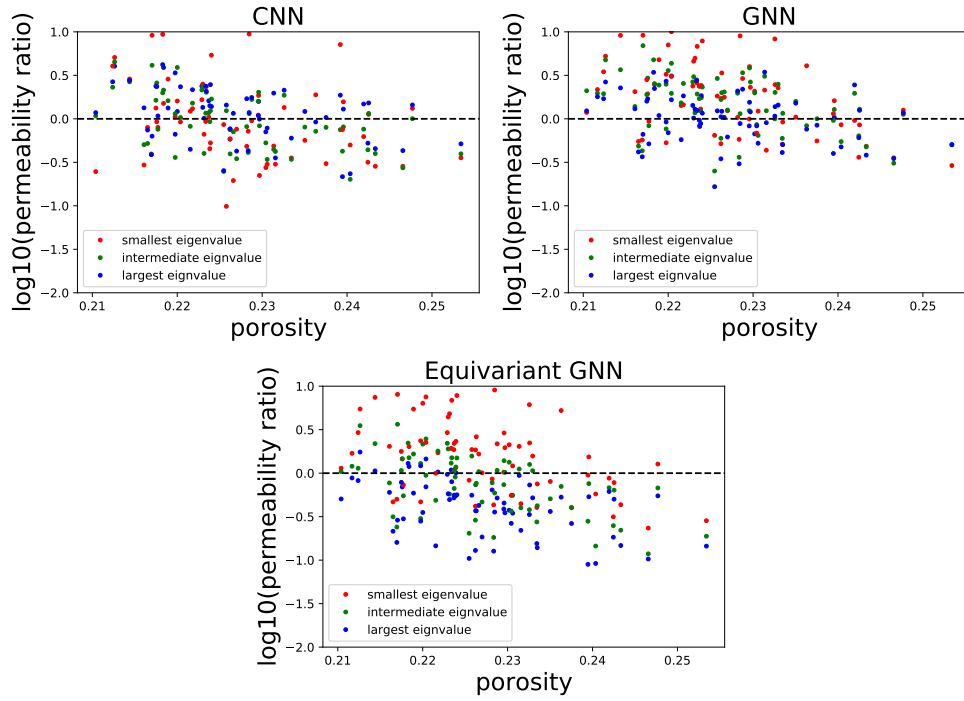 CNN
log10(permeability ratio)
1.0
0.5
0.0
−0.5
−1.0
−1.5
−2.0
smallest eigenvalue
intermediate eignvalue
largest eignvalue
0.21 0.22 0.23 0.24 0.25
porosity
GNN
log10(permeability ratio)
1.0
0.5
0.0
−0.5
−1.0
−1.5
−2.0
smallest eigenvalue
intermediate eignvalue
largest eignvalue
0.21 0.22 0.23 0.24 0.25
porosity
Equivariant GNN
log10(permeability ratio)
1.0
0.5
0.0
−0.5
−1.0
−1.5
−2.0
smallest eigenvalue
intermediate eignvalue
largest eignvalue
0.21 0.22 0.23 0.24 0.25
porosity